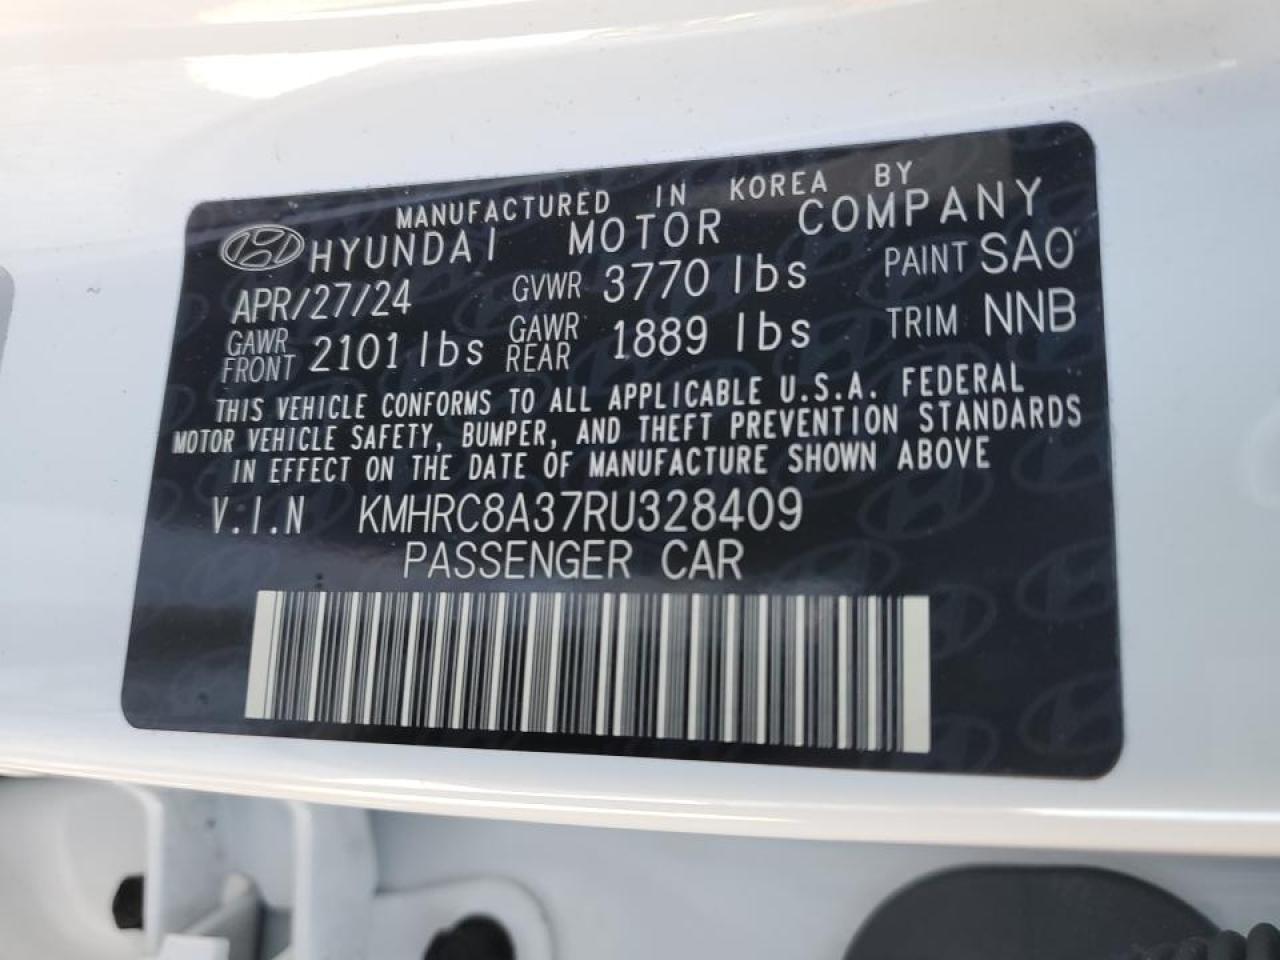 MANUFACTURED IN KOREA BY
HYUNDAI MOTOR COMPANY
APR/27/24 GVWR 3770 lbs PAINT SAO
GAWR FRONT 2101 lbs GAWR REAR 1889 lbs TRIM NNB
THIS VEHICLE CONFORMS TO ALL APPLICABLE U.S.A. FEDERAL
MOTOR VEHICLE SAFETY, BUMPER, AND THEFT PREVENTION STANDARDS
IN EFFECT ON THE DATE OF MANUFACTURE SHOWN ABOVE
V.I.N KMHRC8A37RU328409
PASSENGER CAR